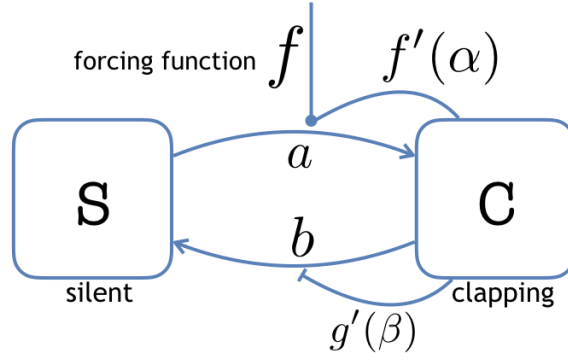 forcing function f
f'(α)
a
S
C
b
silent
clapping
g'(β)